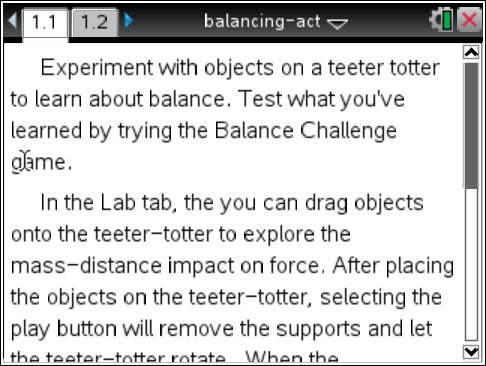 1.1 1.2 balancing-act
Experiment with objects on a teeter totter
to learn about balance. Test what you've
learned by trying the Balance Challenge
game.
In the Lab tab, the you can drag objects
onto the teeter-totter to explore the
mass-distance impact on force. After placing
the objects on the teeter-totter, selecting the
play button will remove the supports and let
the teeter-totter rotate. When the